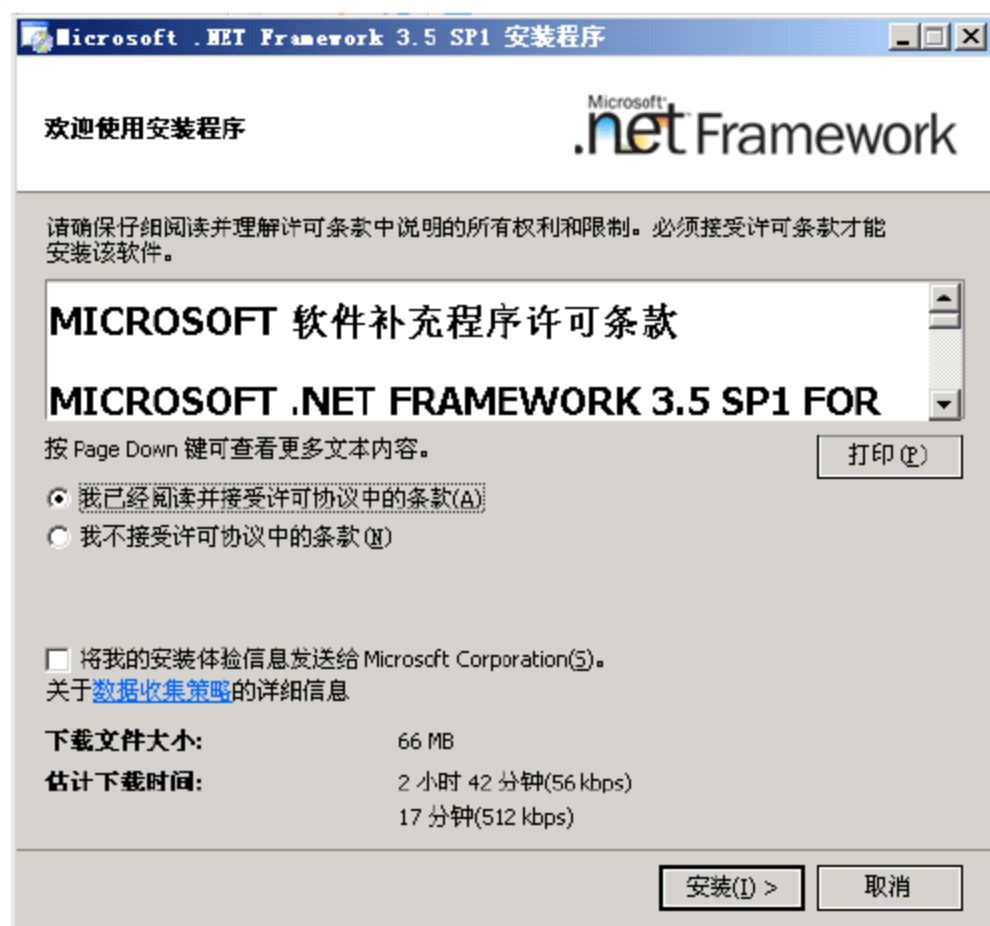 Microsoft .NET Framework 3.5 SP1 安装程序
欢迎使用安装程序
Microsoft
.net Framework
请确保仔细阅读并理解许可条款中说明的所有权利和限制。必须接受许可条款才能
安装该软件。
MICROSOFT 软件补充程序许可条款
MICROSOFT .NET FRAMEWORK 3.5 SP1 FOR
按 Page Down 键可查看更多文本内容。
打印(P)
我已经阅读并接受许可协议中的条款(A)
我不接受许可协议中的条款(N)
将我的安装体验信息发送给 Microsoft Corporation(S)。
关于数据收集策略的详细信息
下载文件大小: 66 MB
估计下载时间: 2 小时 42 分钟(56 kbps)
17 分钟(512 kbps)
安装(I) > 取消